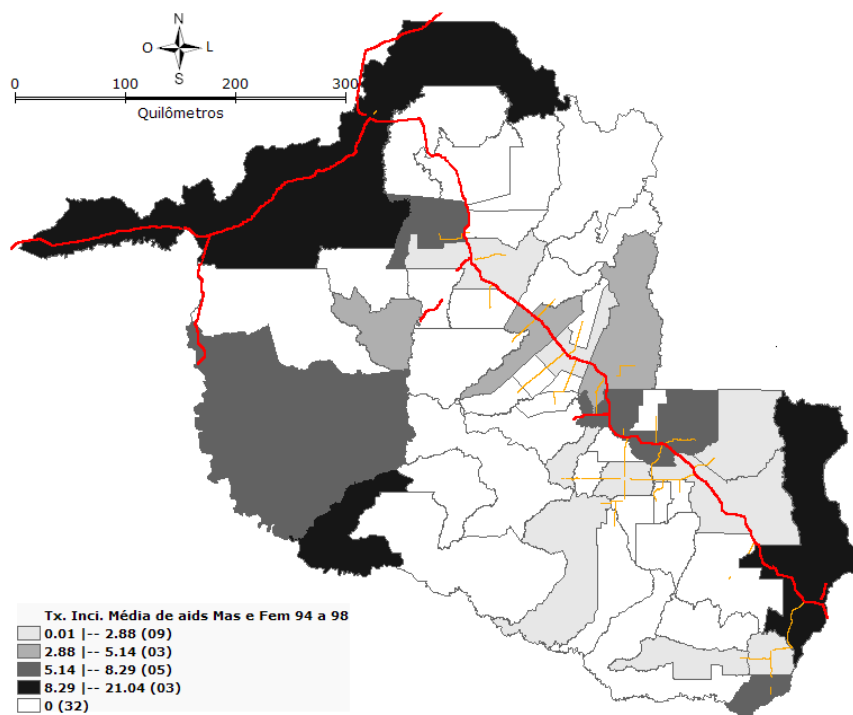 N
O L
S
0 100 200 300
Quilômetros
Tx. Inci. Média de aids Mas e Fem 94 a 98
0.01 |-- 2.88 (09)
2.88 |-- 5.14 (03)
5.14 |-- 8.29 (05)
8.29 |-- 21.04 (03)
0 (32)